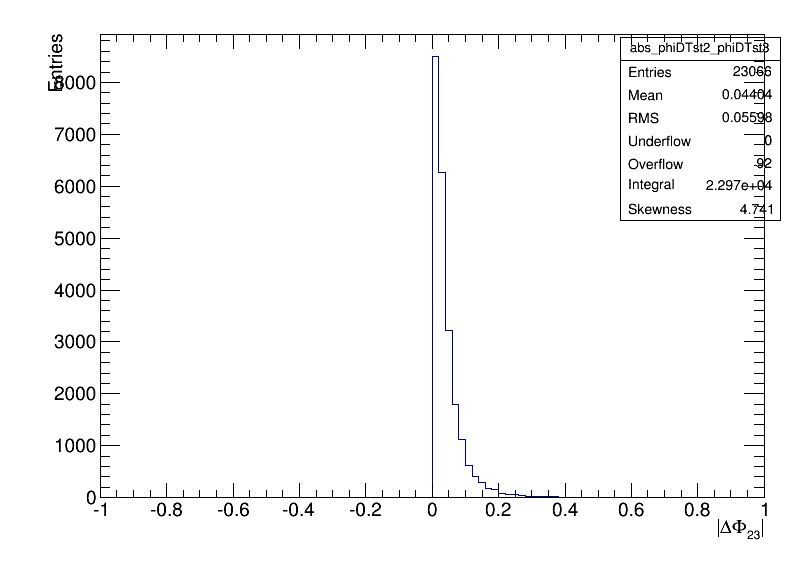 Entries
abs_phiDTst2_phiDTst3
Entries 23066
Mean 0.04404
RMS 0.05598
Underflow 0
Overflow 92
Integral 2.297e+04
Skewness 4.741
8000
7000
6000
5000
4000
3000
2000
1000
0
-1 -0.8 -0.6 -0.4 -0.2 0 0.2 0.4 0.6 0.8 1
|ΔΦ23|